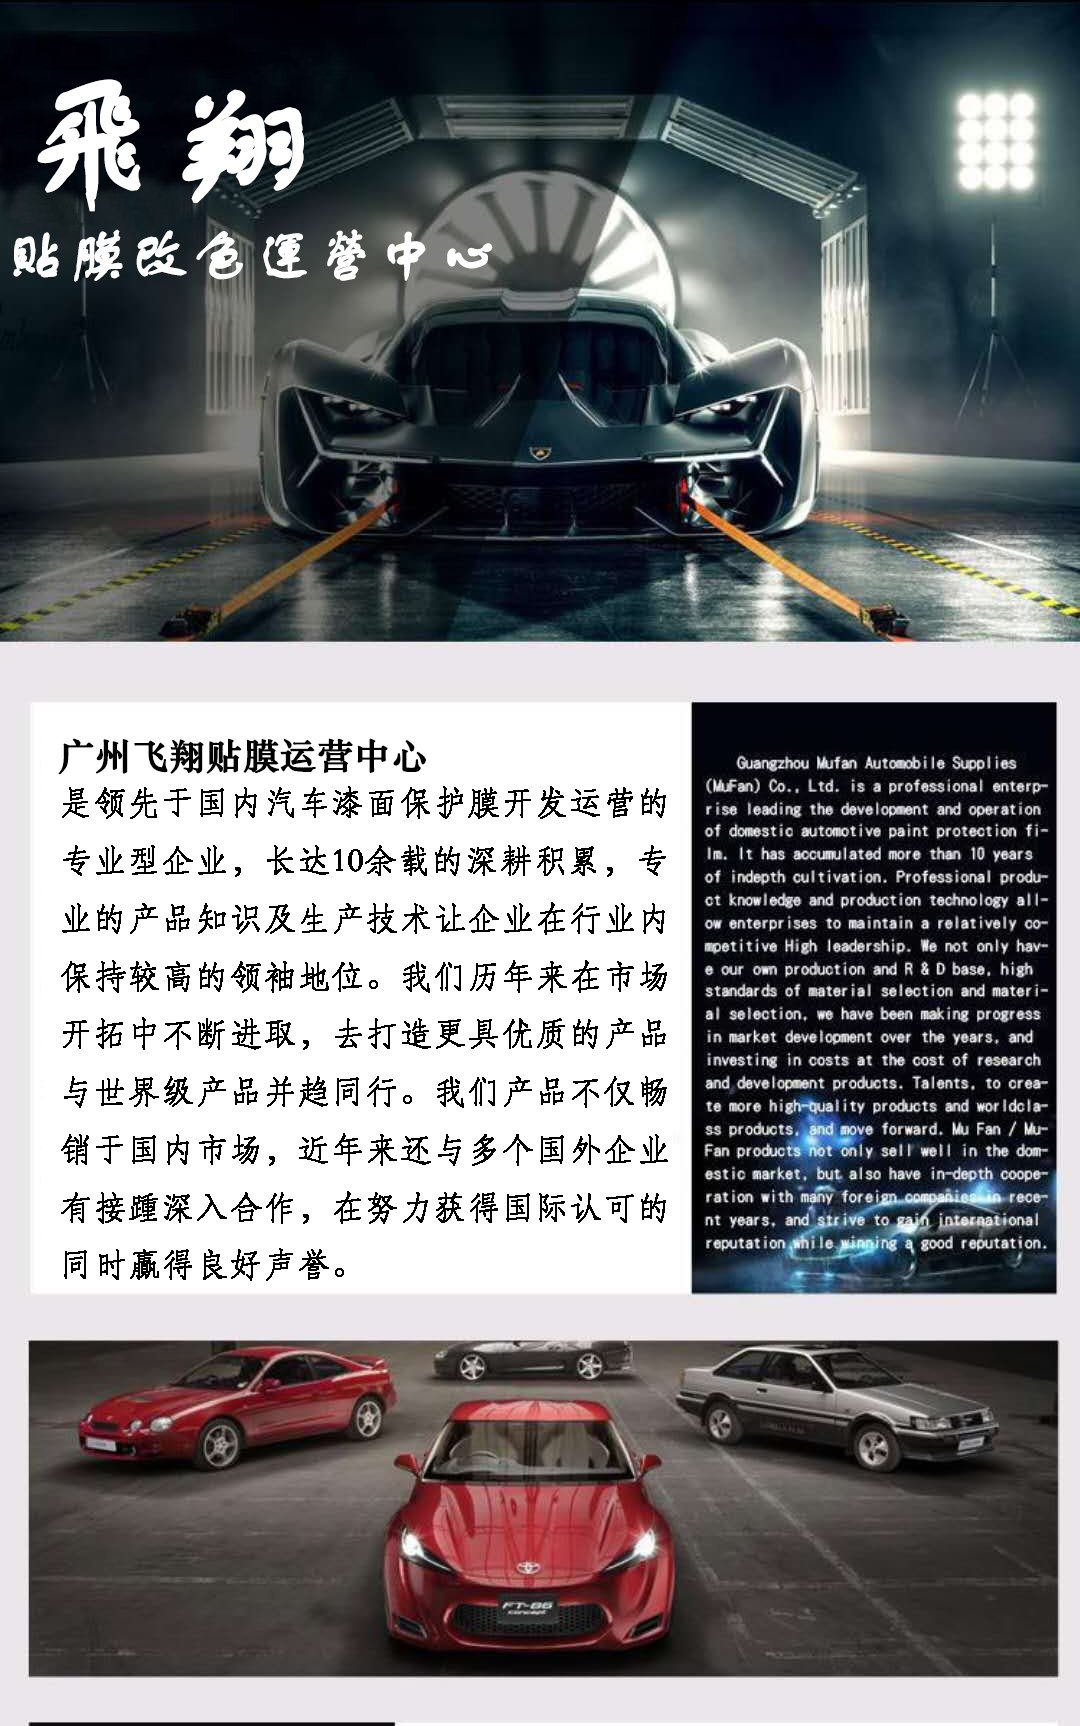 飛翔
貼膜改色運營中心
广州飞翔贴膜运营中心
是领先于国内汽车漆面保护膜开发运营的
专业型企业，长达10余载的深耕积累，专
业的产品知识及生产技术让企业在行业内
保持较高的领袖地位。我们历年来在市场
开拓中不断进取，去打造更具优质的产品
与世界级产品并趋同行。我们产品不仅畅
销于国内市场，近年来还与多个国外企业
有接踵深入合作，在努力获得国际认可的
同时赢得良好声誉。
Guangzhou Mufan Automobile Supplies
(MuFan) Co., Ltd. is a professional enterp-
rise leading the development and operation
of domestic automotive paint protection fi-
lm. It has accumulated more than 10 years
of indepth cultivation. Professional produ-
ct knowledge and production technology all-
ow enterprises to maintain a relatively co-
mpetitive High leadership. We not only hav-
e our own production and R & D base, high
standards of material selection and materi-
al selection, we have been making progress
in market development over the years, and
investing in costs at the cost of research
and development products. Talents, to crea-
te more high-quality products and worldcla-
ss products, and move forward. Mu Fan / Mu-
Fan products not only sell well in the dom-
estic market, but also have in-depth coope-
ration with many foreign companies in rece-
nt years, and strive to gain international
reputation while winning a good reputation.
FT-86
concept